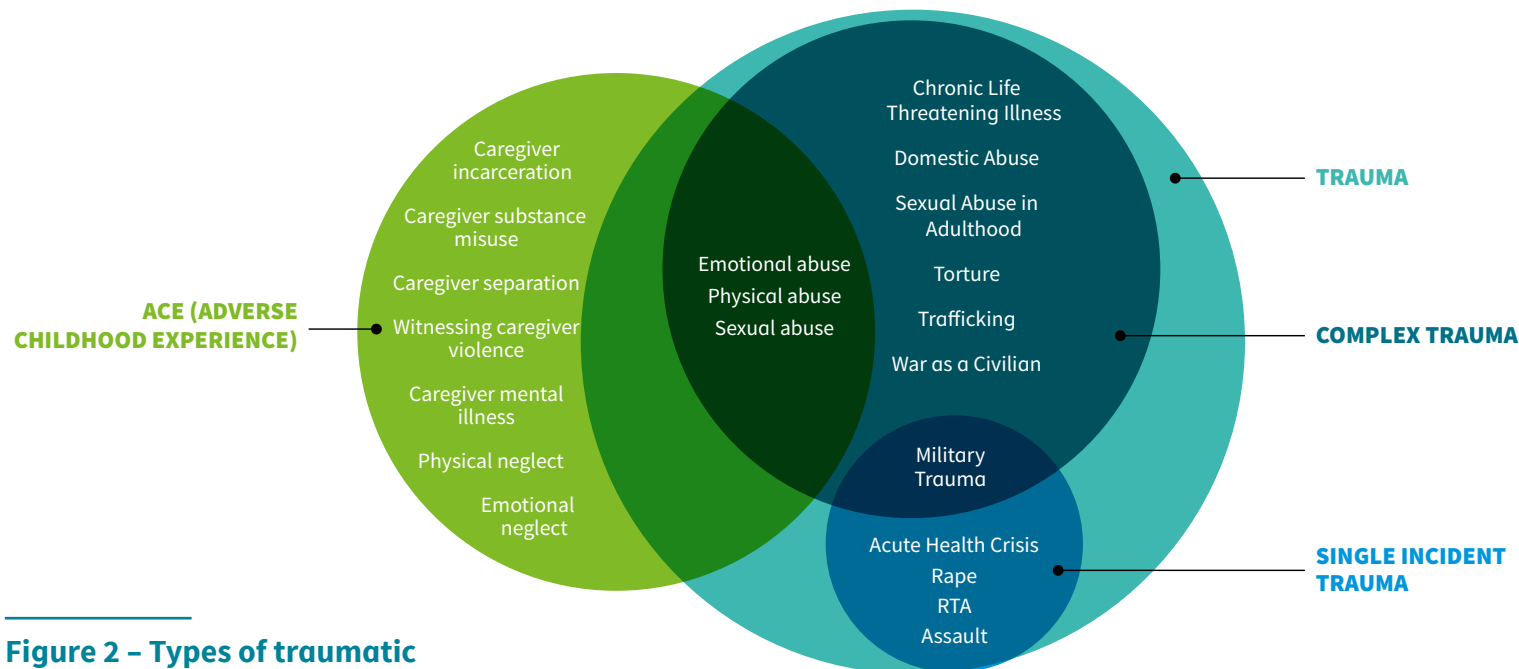 ACE (ADVERSE
CHILDHOOD EXPERIENCE)
Caregiver
incarceration
Caregiver substance
misuse
Caregiver separation
Witnessing caregiver
violence
Caregiver mental
illness
Physical neglect
Emotional
neglect
Emotional abuse
Physical abuse
Sexual abuse
Chronic Life
Threatening Illness
Domestic Abuse
Sexual Abuse in
Adulthood
Torture
Trafficking
War as a Civilian
Military
Trauma
Acute Health Crisis
Rape
RTA
Assault
TRAUMA
COMPLEX TRAUMA
SINGLE INCIDENT
TRAUMA
Figure 2 – Types of traumatic